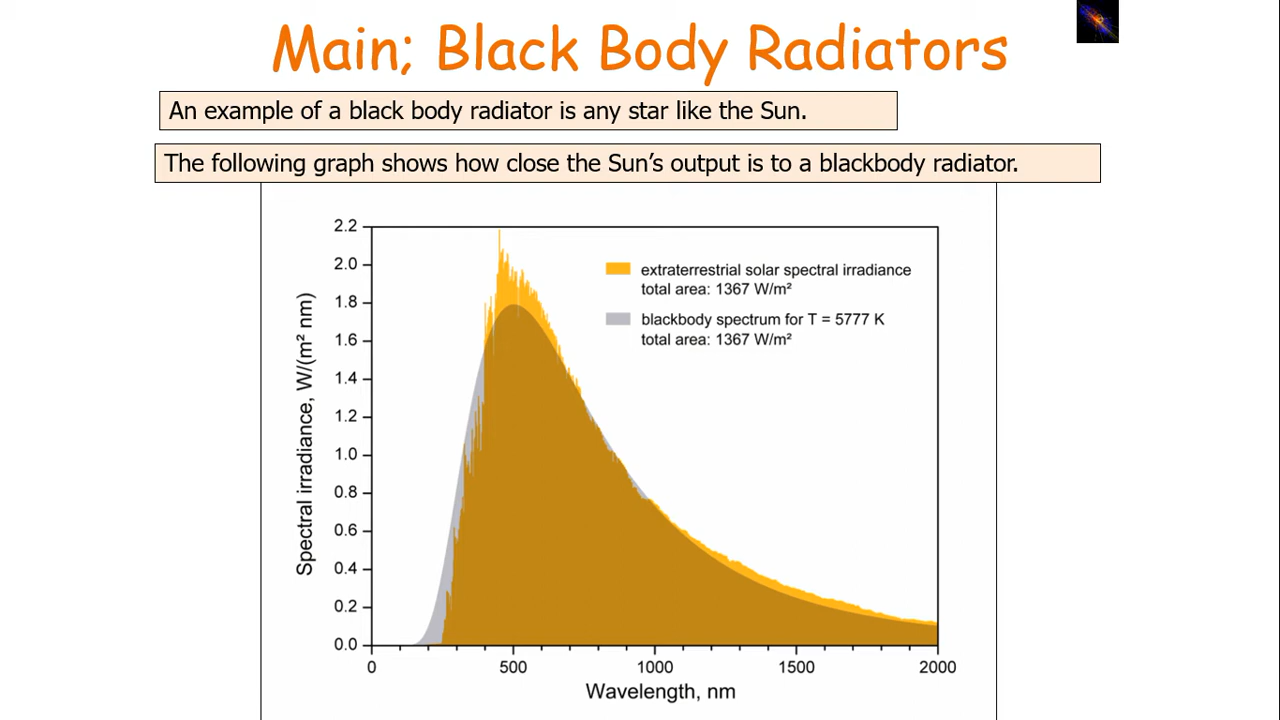 Main; Black Body Radiators
An example of a black body radiator is any star like the Sun.
The following graph shows how close the Sun's output is to a blackbody radiator.
2.2
2.0
1.8
1.6
1.4
1.2
1.0
0.8
0.6
0.4
0.2
0.0
Spectral irradiance, W/(m² nm)
extraterrestrial solar spectral irradiance
total area: 1367 W/m²
blackbody spectrum for T = 5777 K
total area: 1367 W/m²
0 500 1000 1500 2000
Wavelength, nm